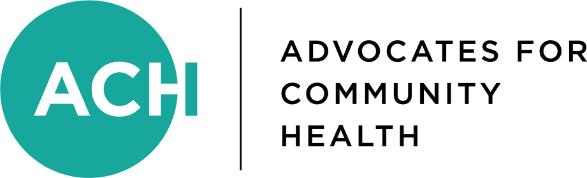 ACH
ADVOCATES FOR
COMMUNITY
HEALTH